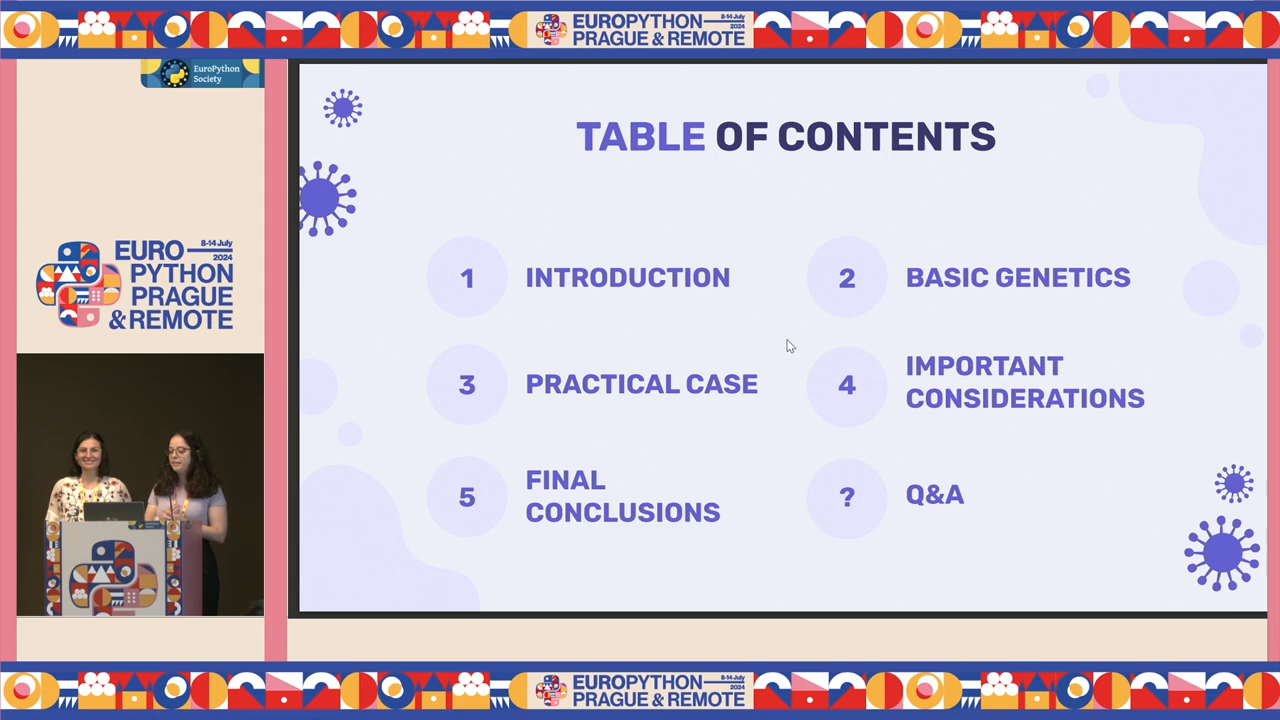 EUROPYTHON
8-14 July
2024
PRAGUE & REMOTE
EuroPython
Society
EURO
8-14 July
2024
PYTHON
PRAGUE
& REMOTE
TABLE OF CONTENTS
1 INTRODUCTION
2 BASIC GENETICS
3 PRACTICAL CASE
4 IMPORTANT
CONSIDERATIONS
5 FINAL
CONCLUSIONS
? Q&A
EUROPYTHON
8-14 July
2024
PRAGUE & REMOTE